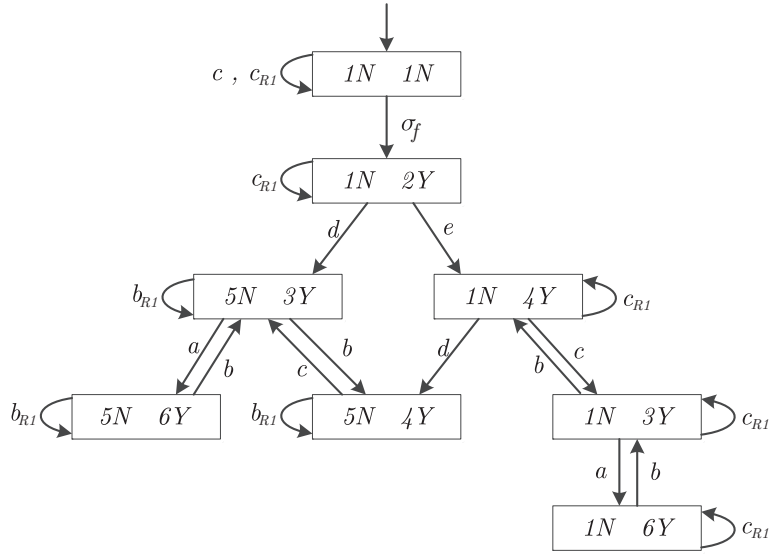 c , c_R1 1N 1N
σ_f
c_R1 1N 2Y
d e
b_R1 5N 3Y 1N 4Y c_R1
a b c b d b c
b_R1 5N 6Y b_R1 5N 4Y 1N 3Y c_R1
a b
1N 6Y c_R1